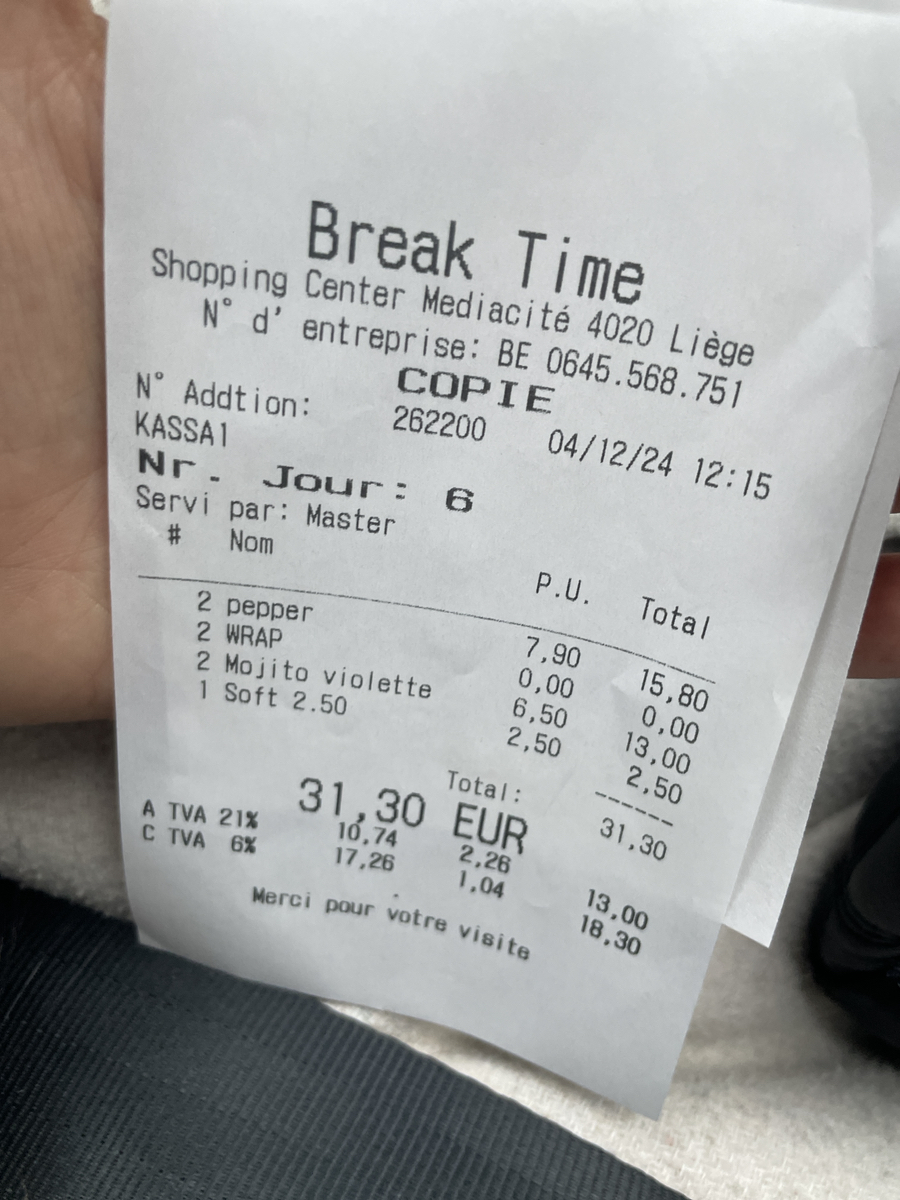 Break Time
Shopping Center Mediacité 4020 Liège
N° d' entreprise: BE 0645.568.751
COPIE
N° Addtion: 262200 04/12/24 12:15
KASSA1
Nr. Jour: 6
Servi par: Master
# Nom P.U. Total
2 pepper 7,90 15,80
2 WRAP 0,00 0,00
2 Mojito violette 6,50 13,00
1 Soft 2.50 2,50 2,50
------
Total: 31,30
31,30 EUR
A TVA 21% 10,74 2,26 13,00
C TVA 6% 17,26 1,04 18,30
Merci pour votre visite